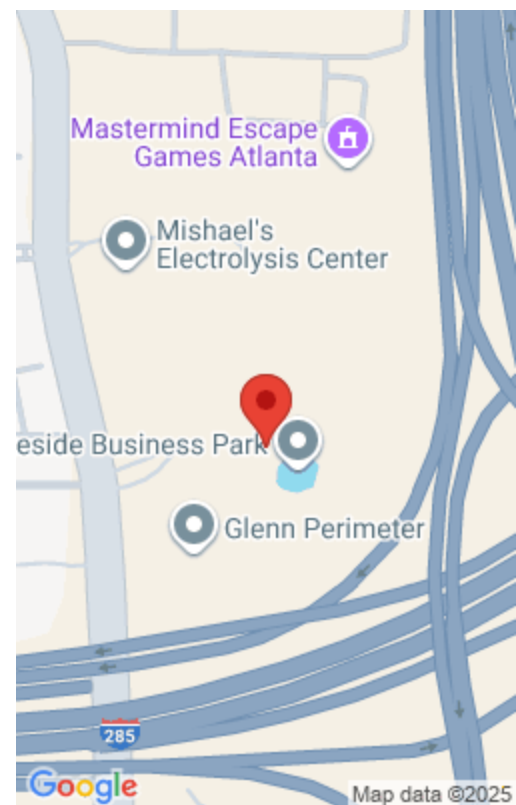 Mastermind Escape
Games Atlanta
Mishael's
Electrolysis Center
eside Business Park
Glenn Perimeter
285
Google
Map data ©2025